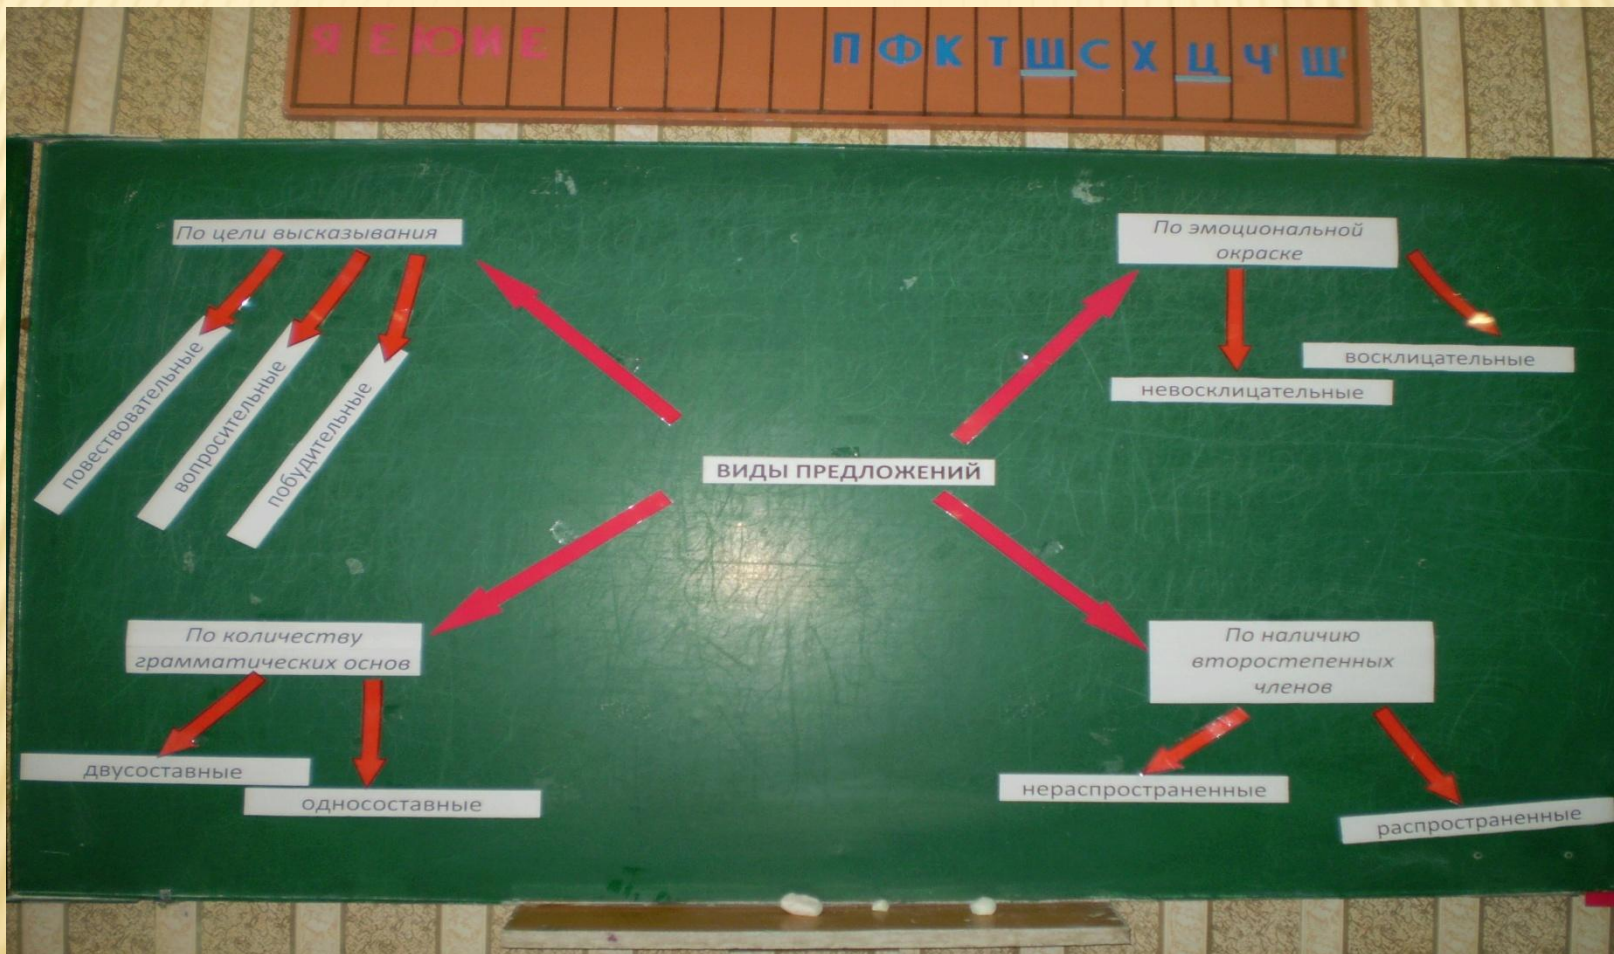 Я Е Ю И Е
П Ф К Т Ш С Х Ц Ч' Щ'
По цели высказывания
повествовательные
вопросительные
побудительные
По эмоциональной
окраске
восклицательные
невосклицательные
ВИДЫ ПРЕДЛОЖЕНИЙ
По количеству
грамматических основ
двусоставные
односоставные
По наличию
второстепенных
членов
нераспространенные
распространенные